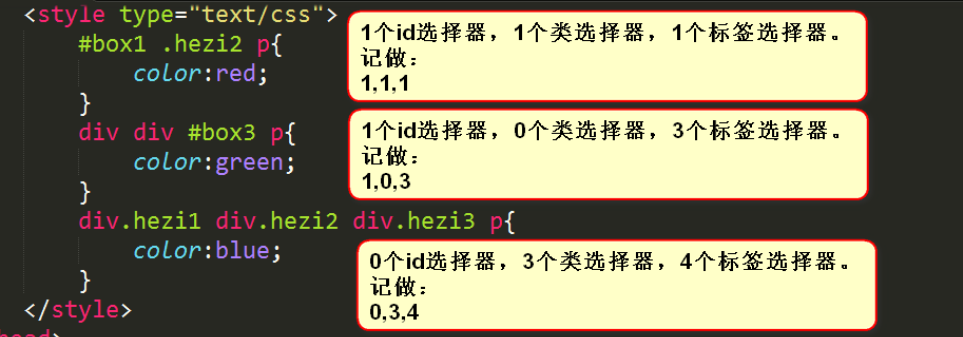 <style type="text/css">
#box1 .hezi2 p{
color:red;
}
div div #box3 p{
color:green;
}
div.hezi1 div.hezi2 div.hezi3 p{
color:blue;
}
</style>
1个id选择器，1个类选择器，1个标签选择器。
记做：
1,1,1
1个id选择器，0个类选择器，3个标签选择器。
记做：
1,0,3
0个id选择器，3个类选择器，4个标签选择器。
记做：
0,3,4